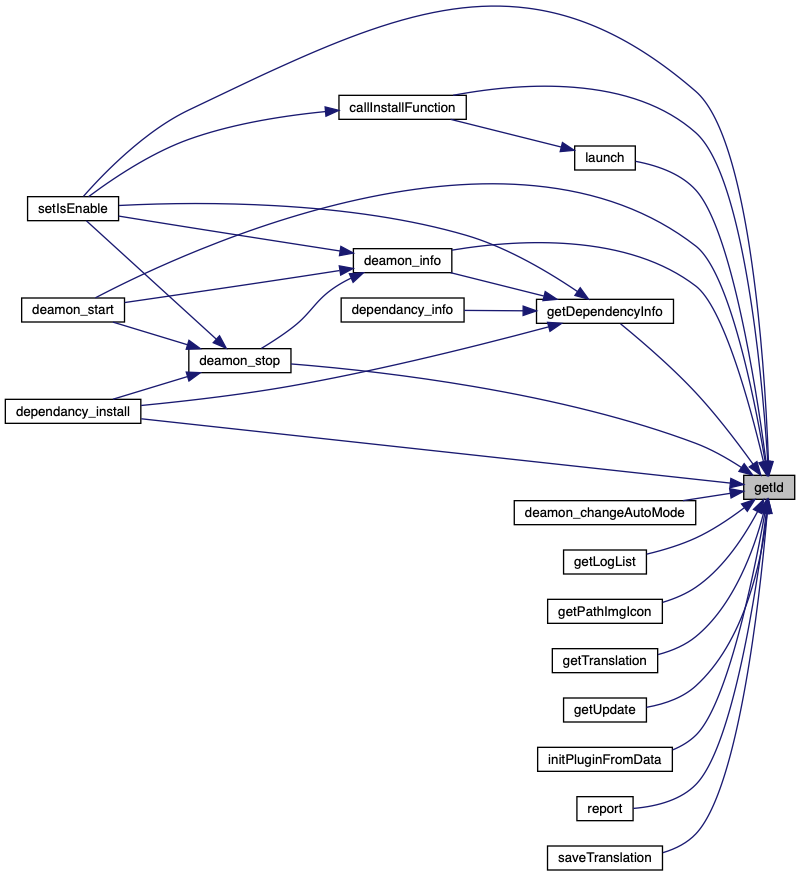 callInstallFunction
launch
setIsEnable
deamon_info
deamon_start
dependancy_info
getDependencyInfo
deamon_stop
dependancy_install
getId
deamon_changeAutoMode
getLogList
getPathImgIcon
getTranslation
getUpdate
initPluginFromData
report
saveTranslation